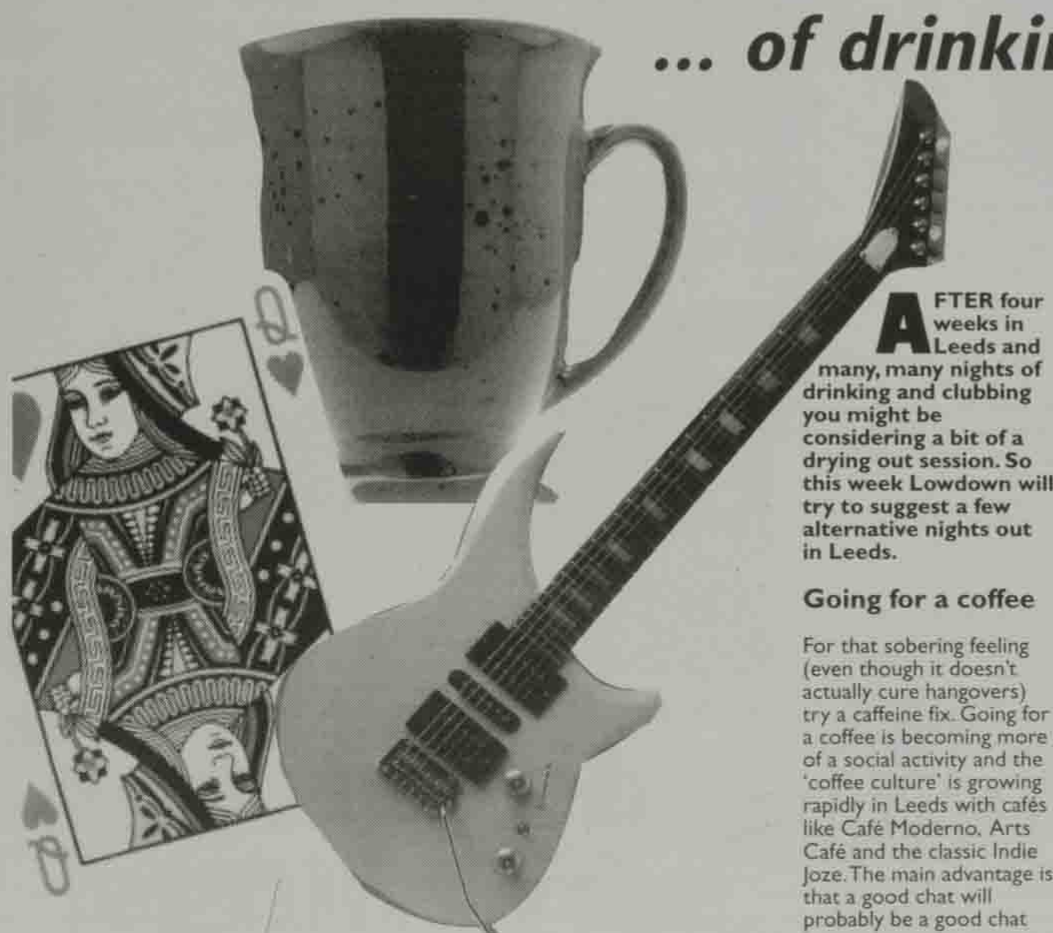 ... of drinkin
AFTER four
weeks in
Leeds and
many, many nights of
drinking and clubbing
you might be
considering a bit of a
drying out session. So
this week Lowdown will
try to suggest a few
alternative nights out
in Leeds.
Going for a coffee
For that sobering feeling
(even though it doesn't
actually cure hangovers)
try a caffeine fix. Going for
a coffee is becoming more
of a social activity and the
'coffee culture' is growing
rapidly in Leeds with cafés
like Café Moderno, Arts
Café and the classic Indie
Joze. The main advantage is
that a good chat will
probably be a good chat
Q
Q